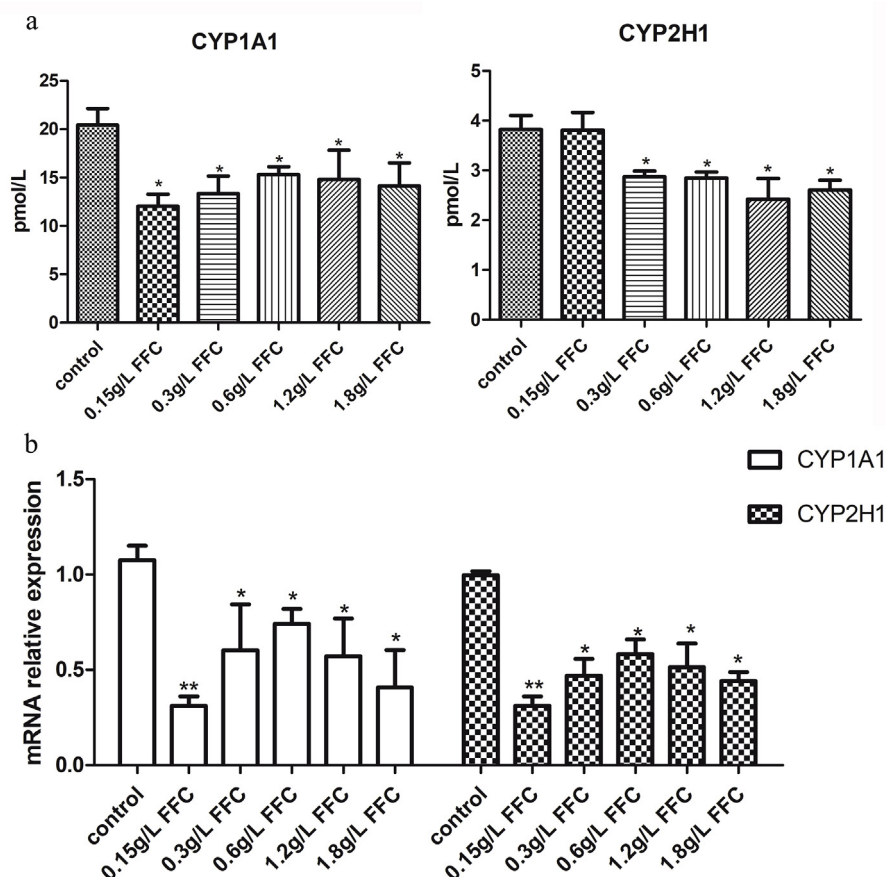 a
CYP1A1
25
20
15
10
5
0
pmol/L
* * * * *
control
0.15g/L FFC
0.3g/L FFC
0.6g/L FFC
1.2g/L FFC
1.8g/L FFC
CYP2H1
5
4
3
2
1
0
pmol/L
* * * *
control
0.15g/L FFC
0.3g/L FFC
0.6g/L FFC
1.2g/L FFC
1.8g/L FFC
b
CYP1A1
CYP2H1
1.5
1.0
0.5
0.0
mRNA relative expression
** * * * *
** * * * *
control
0.15g/L FFC
0.3g/L FFC
0.6g/L FFC
1.2g/L FFC
1.8g/L FFC
control
0.15g/L FFC
0.3g/L FFC
0.6g/L FFC
1.2g/L FFC
1.8g/L FFC